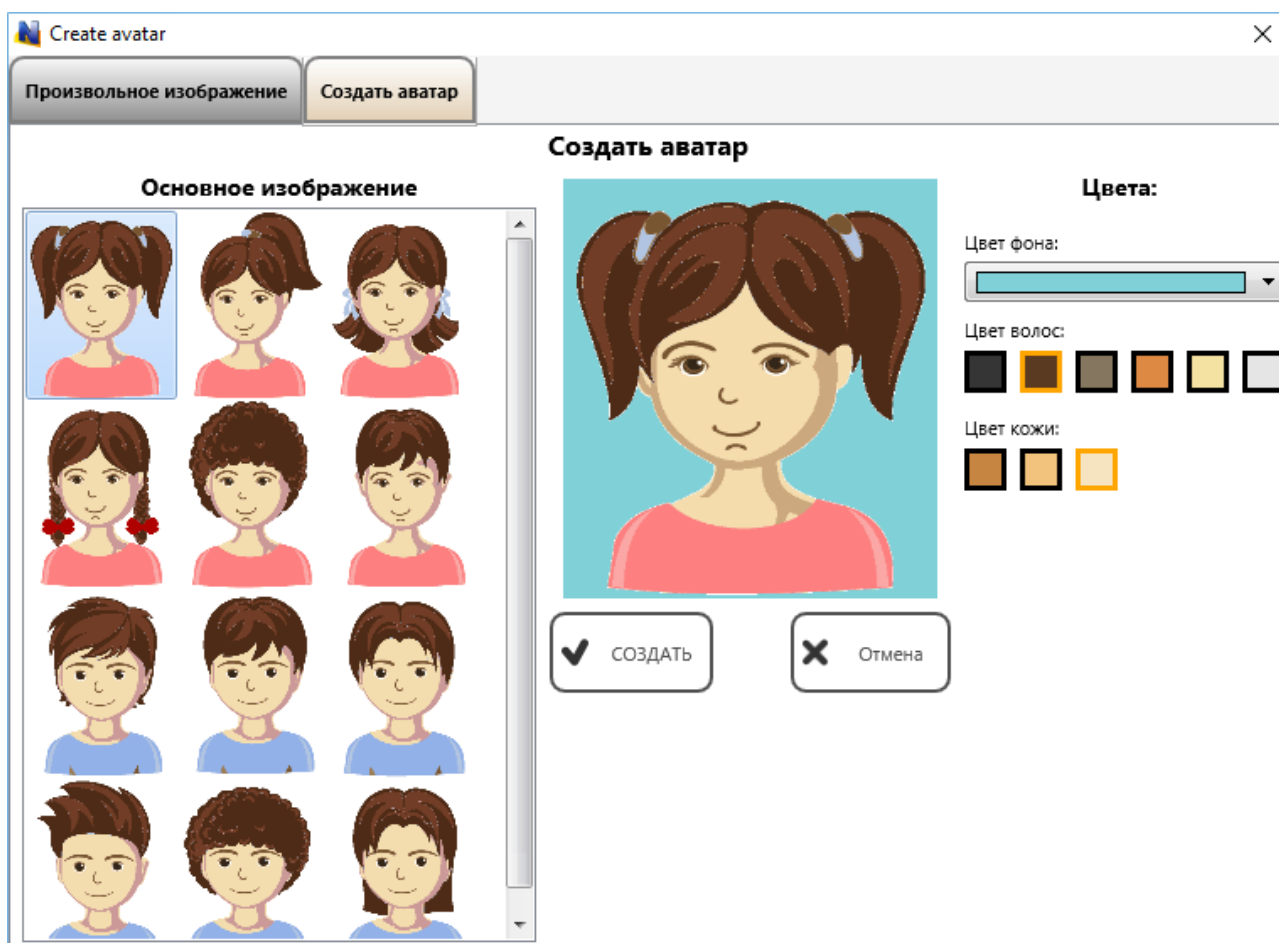 Create avatar
Произвольное изображение
Создать аватар
Создать аватар
Основное изображение
Цвета:
Цвет фона:
Цвет волос:
Цвет кожи:
СОЗДАТЬ
Отмена